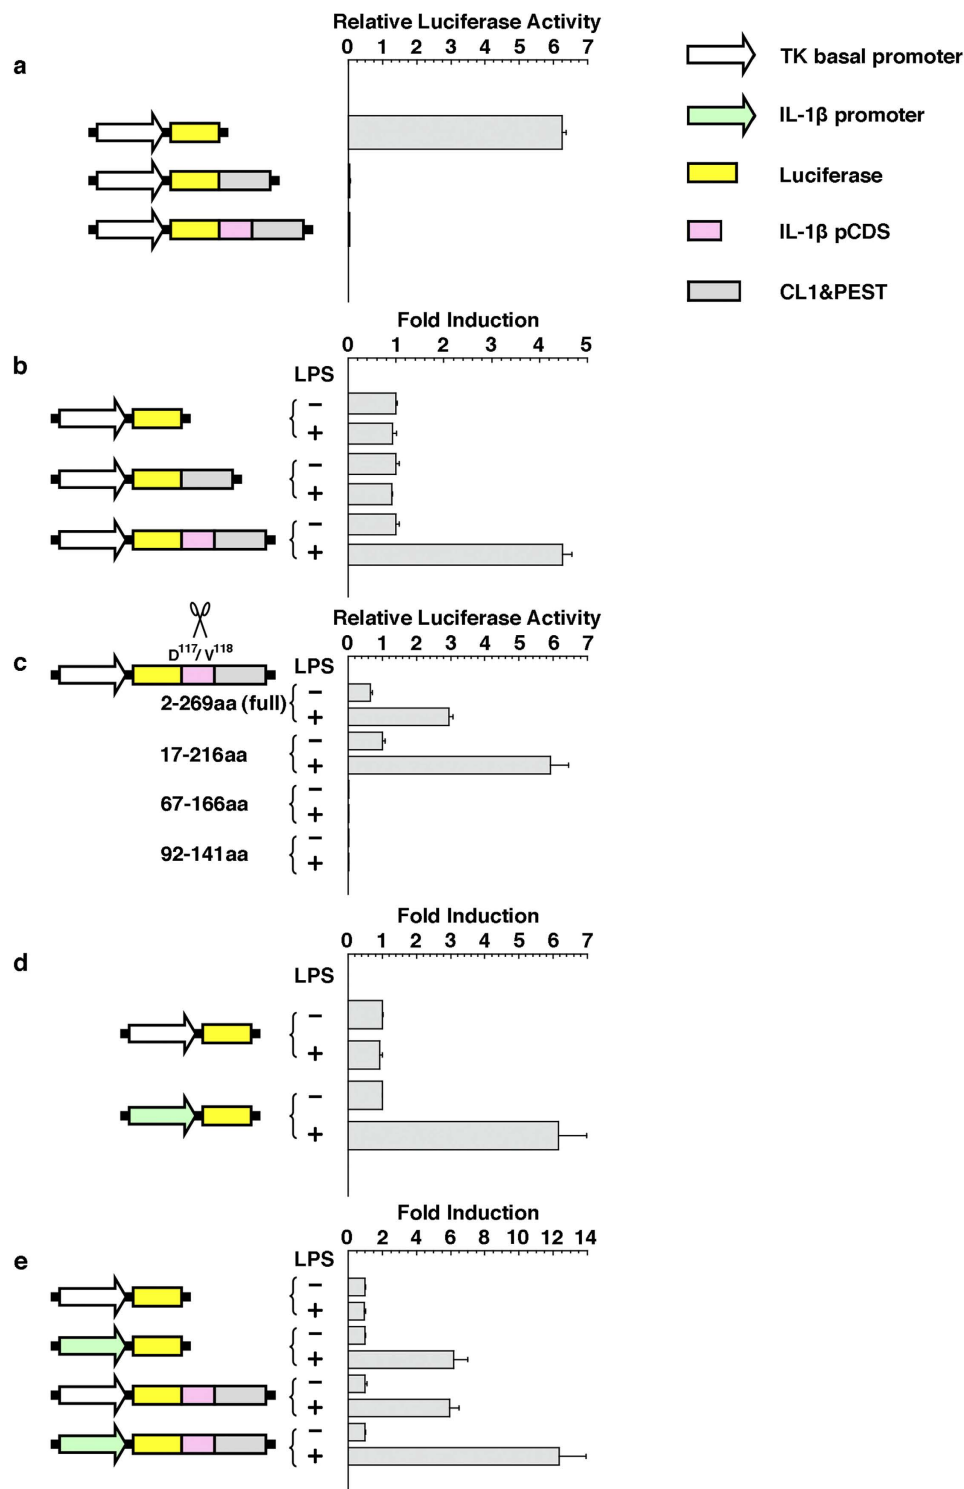 Relative Luciferase Activity
0 1 2 3 4 5 6 7
a
TK basal promoter
IL-1β promoter
Luciferase
IL-1β pCDS
CL1&PEST
Fold Induction
0 1 2 3 4 5
b
LPS
−
+
−
+
−
+
Relative Luciferase Activity
0 1 2 3 4 5 6 7
c
D117/V118
LPS
2-269aa (full)
−
+
17-216aa
−
+
67-166aa
−
+
92-141aa
−
+
Fold Induction
0 1 2 3 4 5 6 7
d
LPS
−
+
−
+
Fold Induction
0 2 4 6 8 10 12 14
e
LPS
−
+
−
+
−
+
−
+